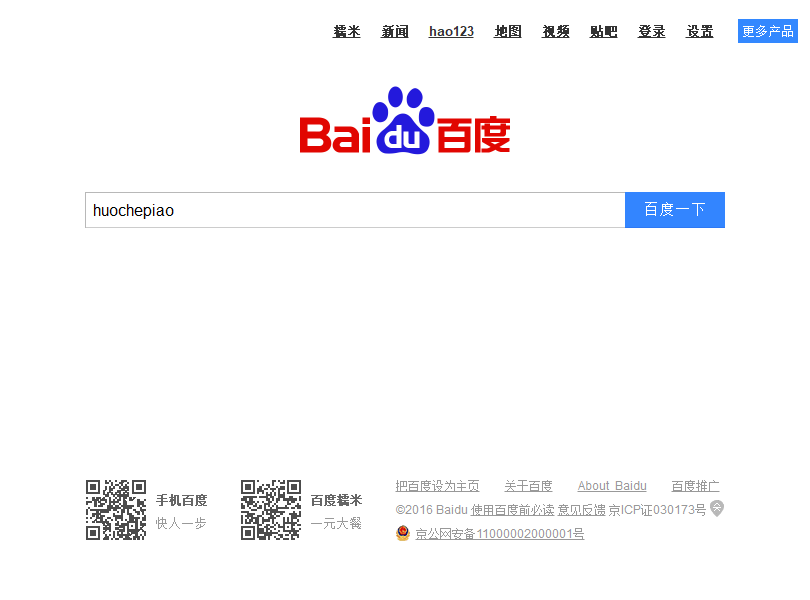 糯米 新闻 hao123 地图 视频 贴吧 登录 设置 更多产品
Bai du 百度
huochepiao 百度一下
手机百度
快人一步
百度糯米
一元大餐
把百度设为主页 关于百度 About Baidu 百度推广
©2016 Baidu 使用百度前必读 意见反馈 京ICP证030173号
京公网安备11000002000001号